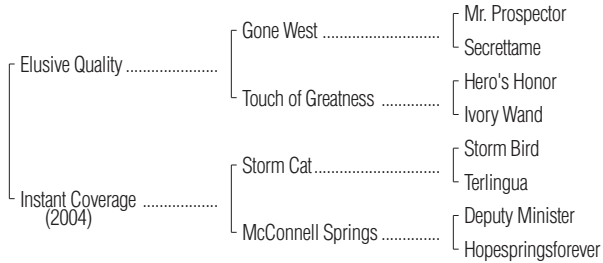 Mr. Prospector
Gone West
Secrettame
Elusive Quality
Hero's Honor
Touch of Greatness
Ivory Wand
Storm Bird
Storm Cat
Terlingua
Instant Coverage
(2004)
Deputy Minister
McConnell Springs
Hopespringsforever